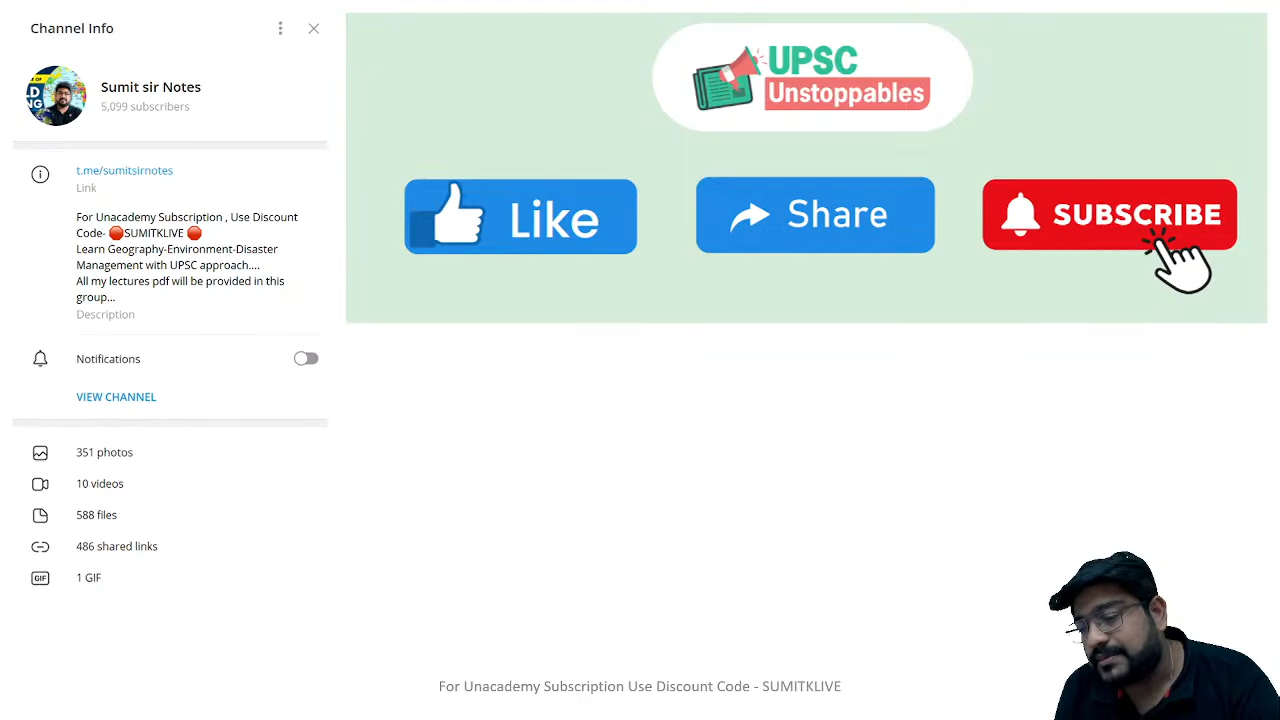 Channel Info
Sumit sir Notes
5,099 subscribers
t.me/sumitsirnotes
Link
For Unacademy Subscription , Use Discount
Code- 🔴SUMITKLIVE 🔴
Learn Geography-Environment-Disaster
Management with UPSC approach....
All my lectures pdf will be provided in this
group...
Description
Notifications
VIEW CHANNEL
351 photos
10 videos
588 files
486 shared links
GIF 1 GIF
UPSC
Unstoppables
Like
Share
SUBSCRIBE
For Unacademy Subscription Use Discount Code - SUMITKLIVE